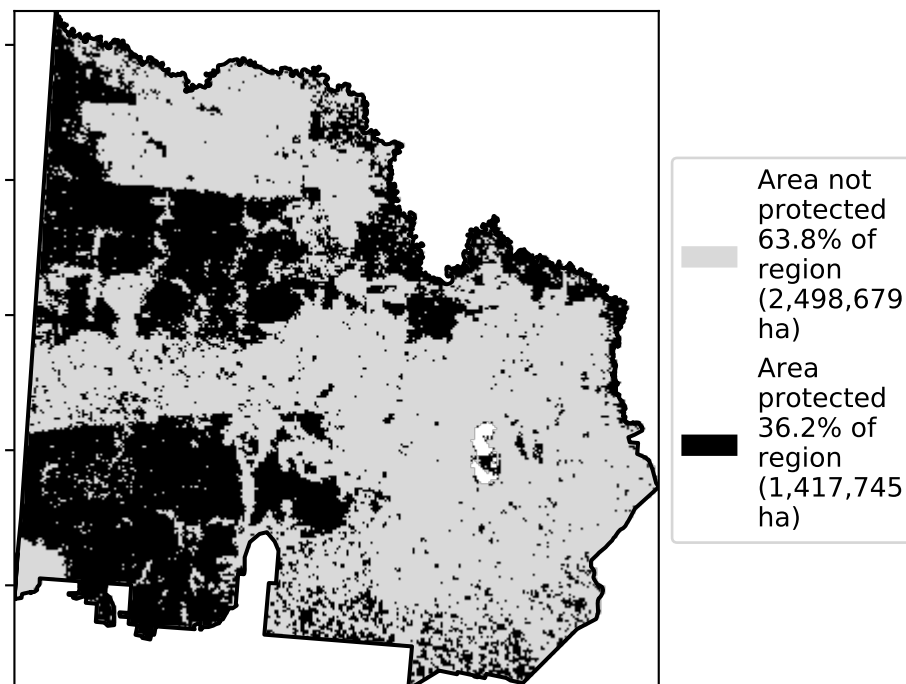 Area not
protected
63.8% of
region
(2,498,679
ha)
Area
protected
36.2% of
region
(1,417,745
ha)